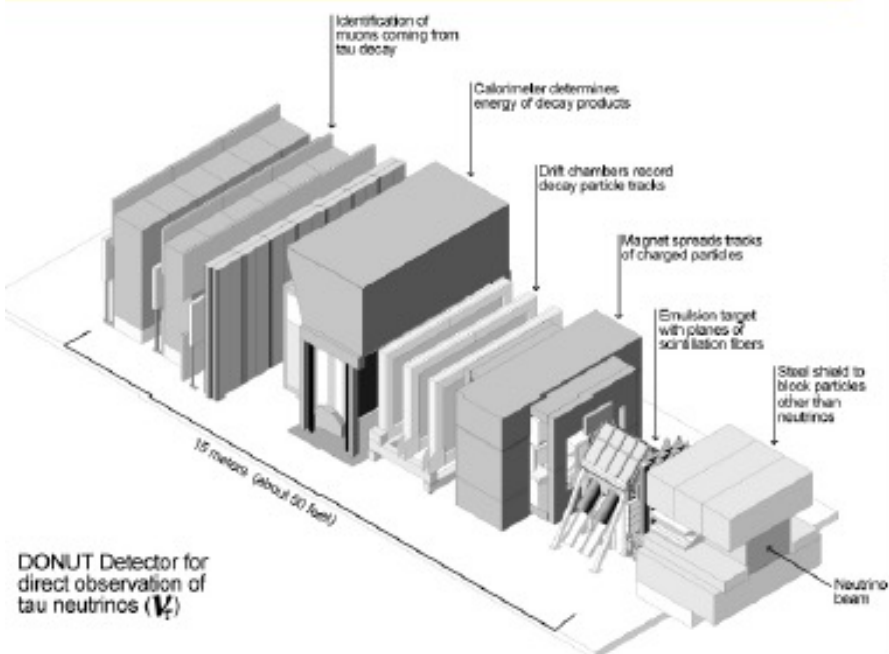 Identification of
muons coming from
tau decay
Calorimeter determines
energy of decay products
Drift chambers record
decay particle tracks
Magnet spreads tracks
of charged particles
Emulsion target
with planes of
scintillation fibers
Steel shield to
block particles
other than
neutrinos
15 meters (about 50 feet)
DONUT Detector for
direct observation of
tau neutrinos (ντ)
Neutrino
beam